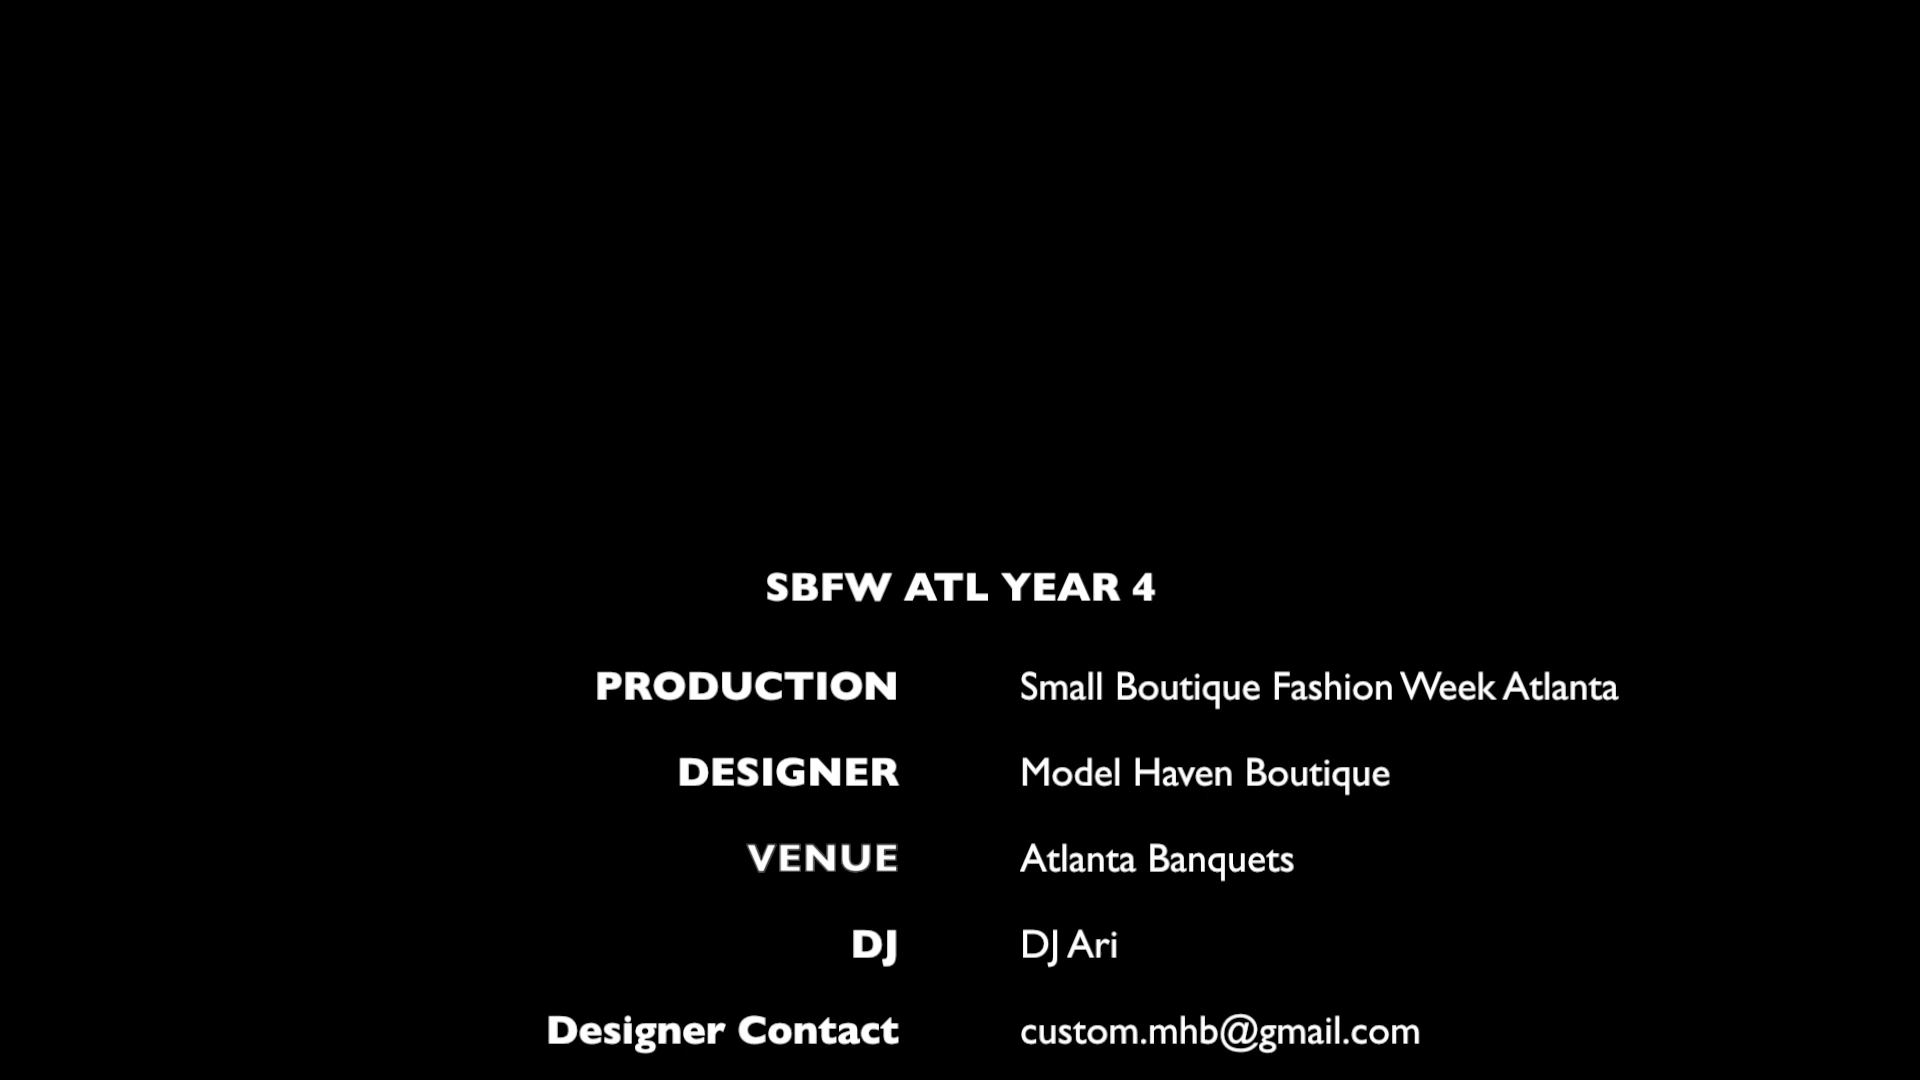 SBFW ATL YEAR 4
PRODUCTION Small Boutique Fashion Week Atlanta
DESIGNER Model Haven Boutique
VENUE Atlanta Banquets
DJ DJ Ari
Designer Contact custom.mhb@gmail.com